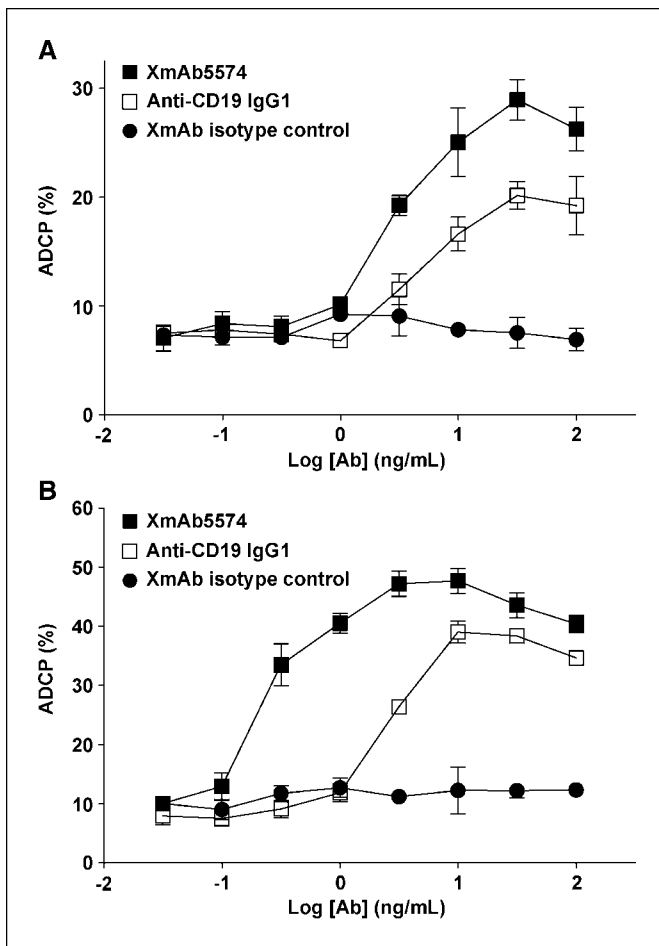 A
XmAb5574
Anti-CD19 IgG1
XmAb isotype control
30
20
10
0
ADCP (%)
-2
-1
0
1
2
Log [Ab] (ng/mL)
B
XmAb5574
Anti-CD19 IgG1
XmAb isotype control
60
50
40
30
20
10
0
ADCP (%)
-2
-1
0
1
2
Log [Ab] (ng/mL)